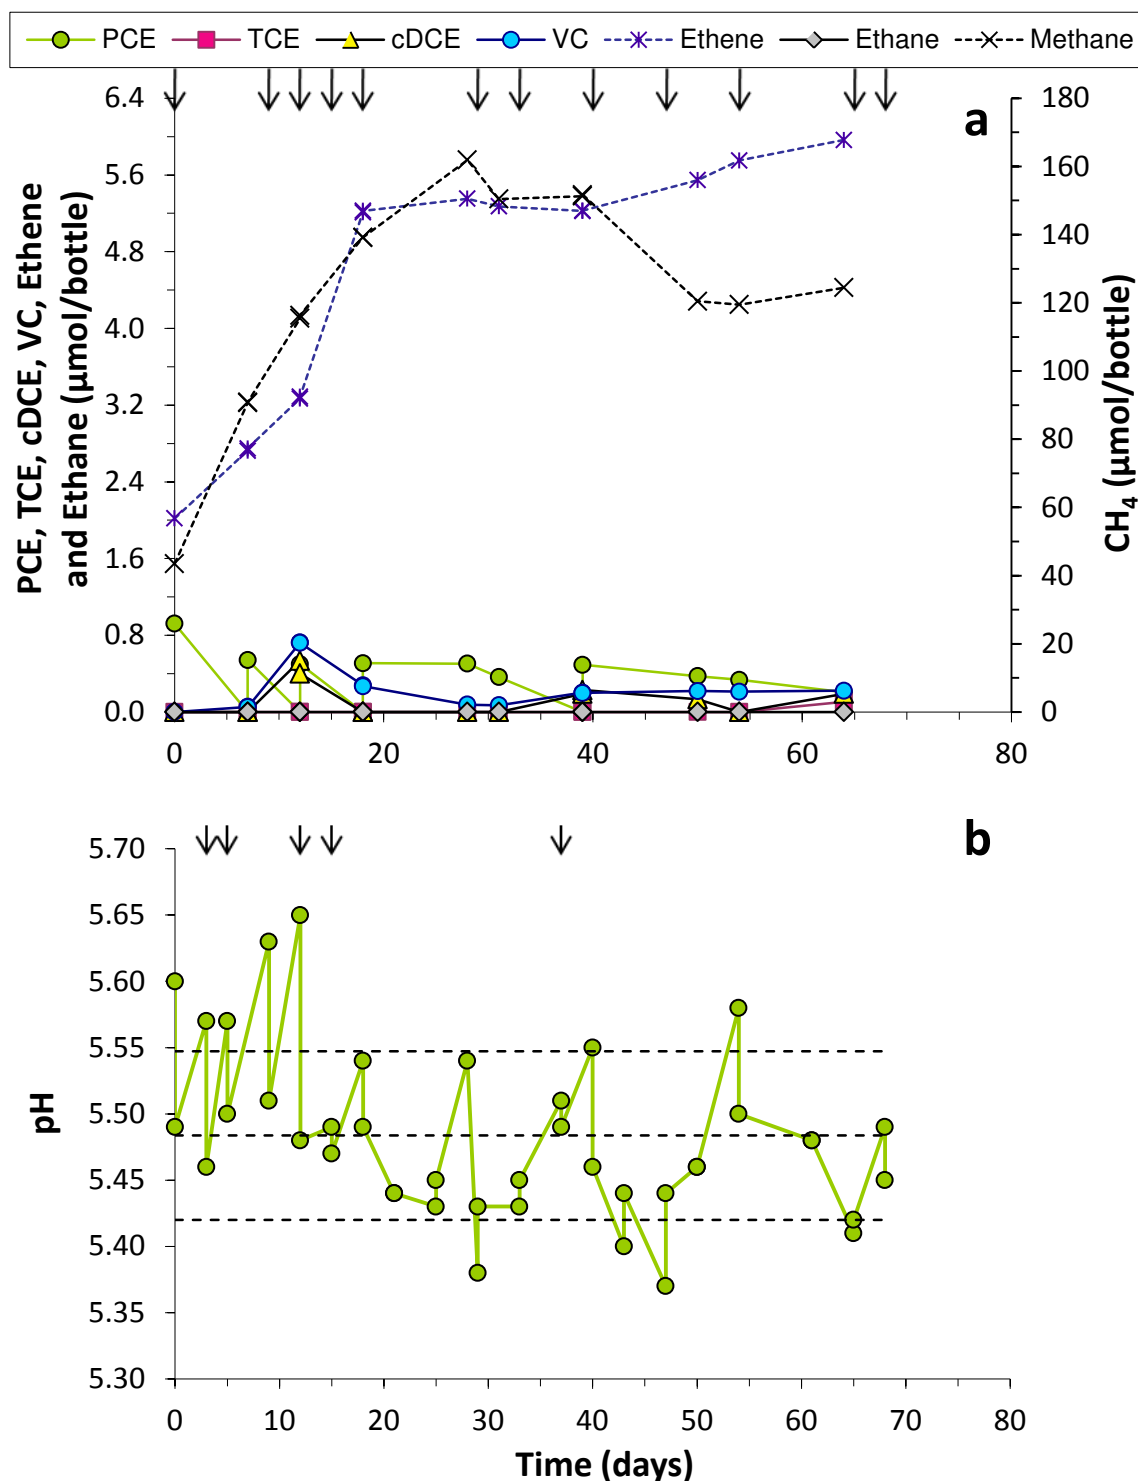 PCE TCE cDCE VC Ethene Ethane Methane
a
PCE, TCE, cDCE, VC, Ethene
and Ethane (µmol/bottle)
6.4
5.6
4.8
4.0
3.2
2.4
1.6
0.8
0.0
180
160
140
120
100
80
60
40
20
0
CH₄ (µmol/bottle)
0 20 40 60 80
b
pH
5.70
5.65
5.60
5.55
5.50
5.45
5.40
5.35
5.30
0 10 20 30 40 50 60 70 80
Time (days)